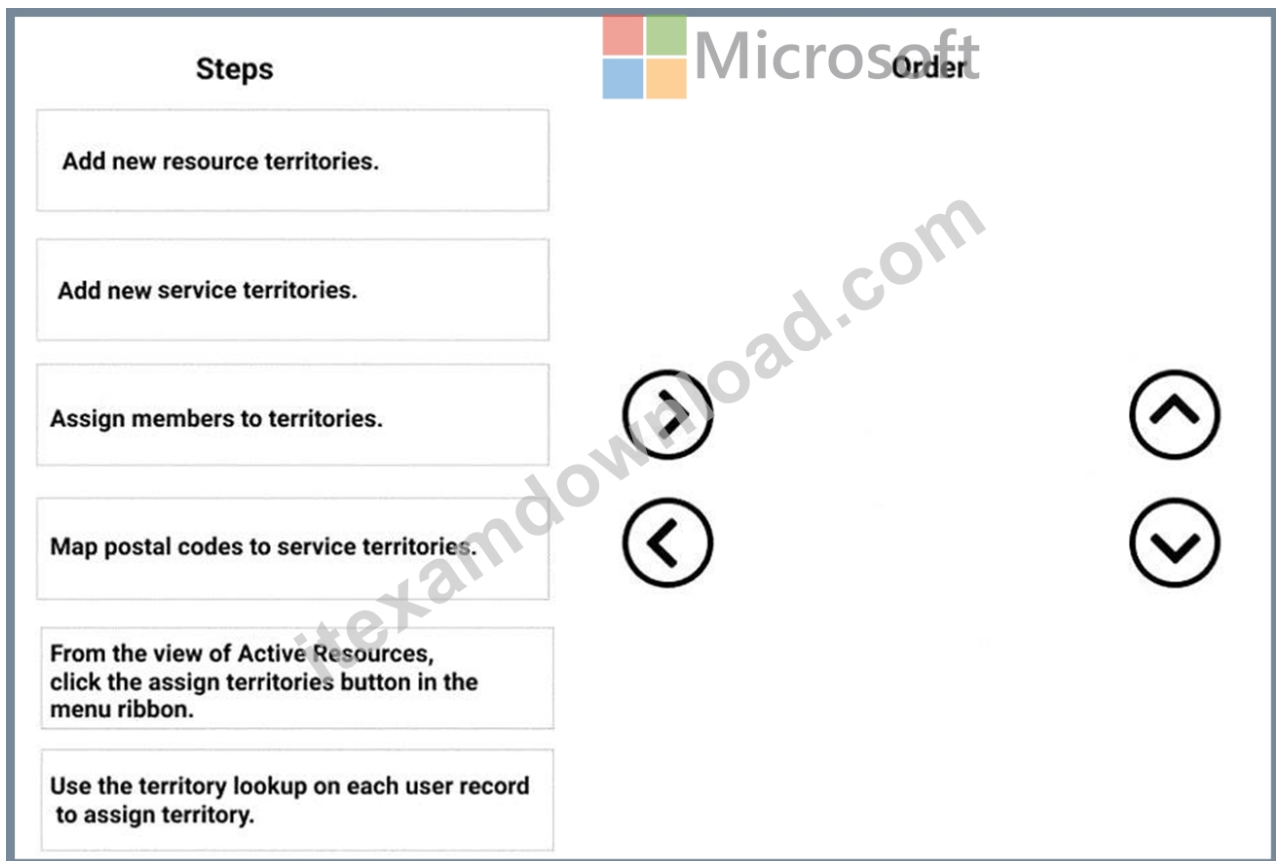 Steps
Microsoft
Order
Add new resource territories.
Add new service territories.
Assign members to territories.
Map postal codes to service territories.
From the view of Active Resources,
click the assign territories button in the
menu ribbon.
Use the territory lookup on each user record
to assign territory.
itexamdownload.com